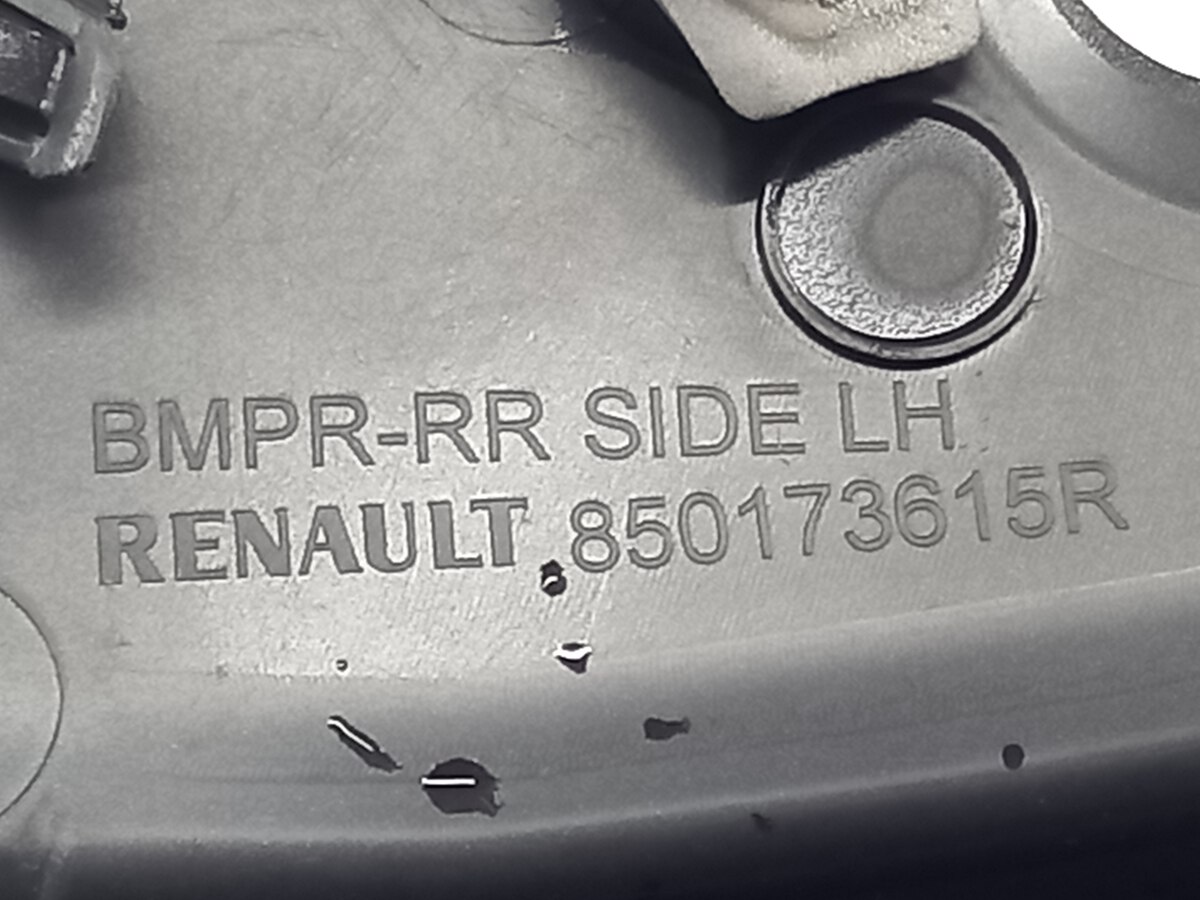 BMPR-RR SIDE LH
RENAULT 850173615R